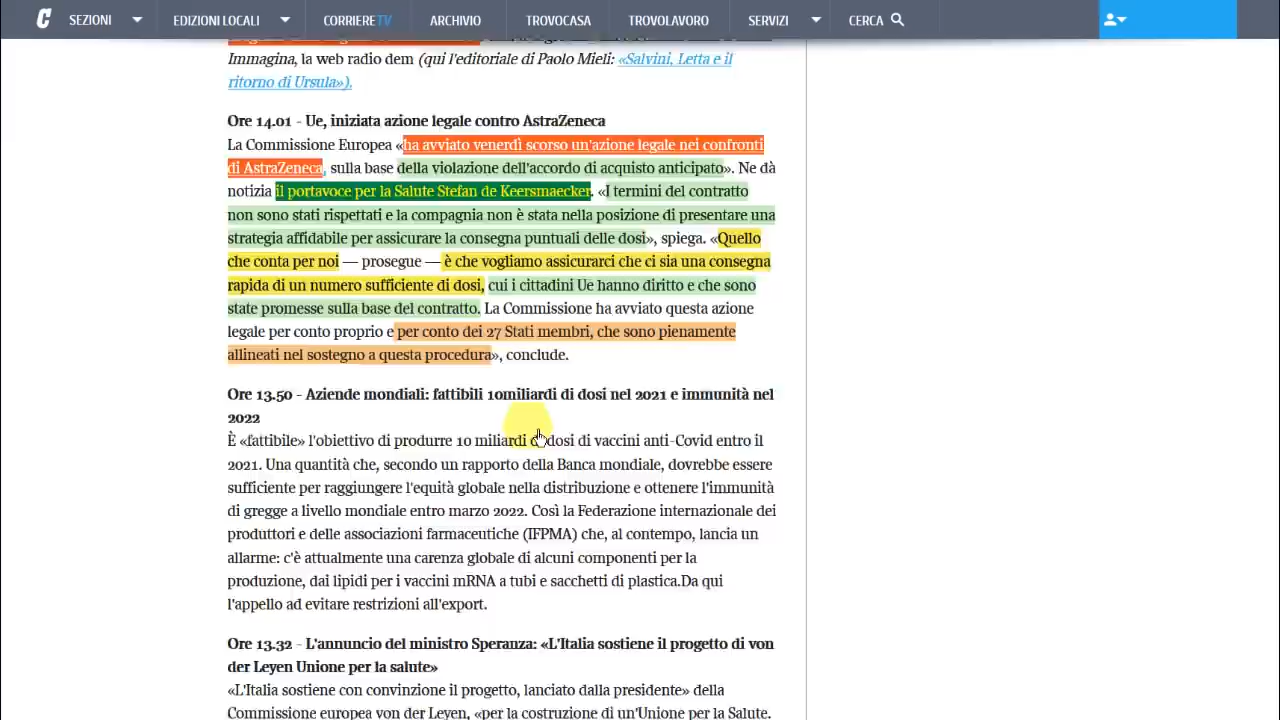 C SEZIONI EDIZIONI LOCALI CORRIERETV ARCHIVIO TROVOCASA TROVOLAVORO SERVIZI CERCA
Immagina, la web radio dem (qui l'editoriale di Paolo Mieli: «Salvini, Letta e il
ritorno di Ursula»).
Ore 14.01 - Ue, iniziata azione legale contro AstraZeneca
La Commissione Europea «ha avviato venerdì scorso un'azione legale nei confronti
di AstraZeneca, sulla base della violazione dell'accordo di acquisto anticipato». Ne dà
notizia il portavoce per la Salute Stefan de Keersmaecker. «I termini del contratto
non sono stati rispettati e la compagnia non è stata nella posizione di presentare una
strategia affidabile per assicurare la consegna puntuali delle dosi», spiega. «Quello
che conta per noi — prosegue — è che vogliamo assicurarci che ci sia una consegna
rapida di un numero sufficiente di dosi, cui i cittadini Ue hanno diritto e che sono
state promesse sulla base del contratto. La Commissione ha avviato questa azione
legale per conto proprio e per conto dei 27 Stati membri, che sono pienamente
allineati nel sostegno a questa procedura», conclude.
Ore 13.50 - Aziende mondiali: fattibili 10miliardi di dosi nel 2021 e immunità nel
2022
È «fattibile» l'obiettivo di produrre 10 miliardi di dosi di vaccini anti-Covid entro il
2021. Una quantità che, secondo un rapporto della Banca mondiale, dovrebbe essere
sufficiente per raggiungere l'equità globale nella distribuzione e ottenere l'immunità
di gregge a livello mondiale entro marzo 2022. Così la Federazione internazionale dei
produttori e delle associazioni farmaceutiche (IFPMA) che, al contempo, lancia un
allarme: c'è attualmente una carenza globale di alcuni componenti per la
produzione, dai lipidi per i vaccini mRNA a tubi e sacchetti di plastica.Da qui
l'appello ad evitare restrizioni all'export.
Ore 13.32 - L'annuncio del ministro Speranza: «L'Italia sostiene il progetto di von
der Leyen Unione per la salute»
«L'Italia sostiene con convinzione il progetto, lanciato dalla presidente» della
Commissione europea von der Leyen, «per la costruzione di un'Unione per la Salute.